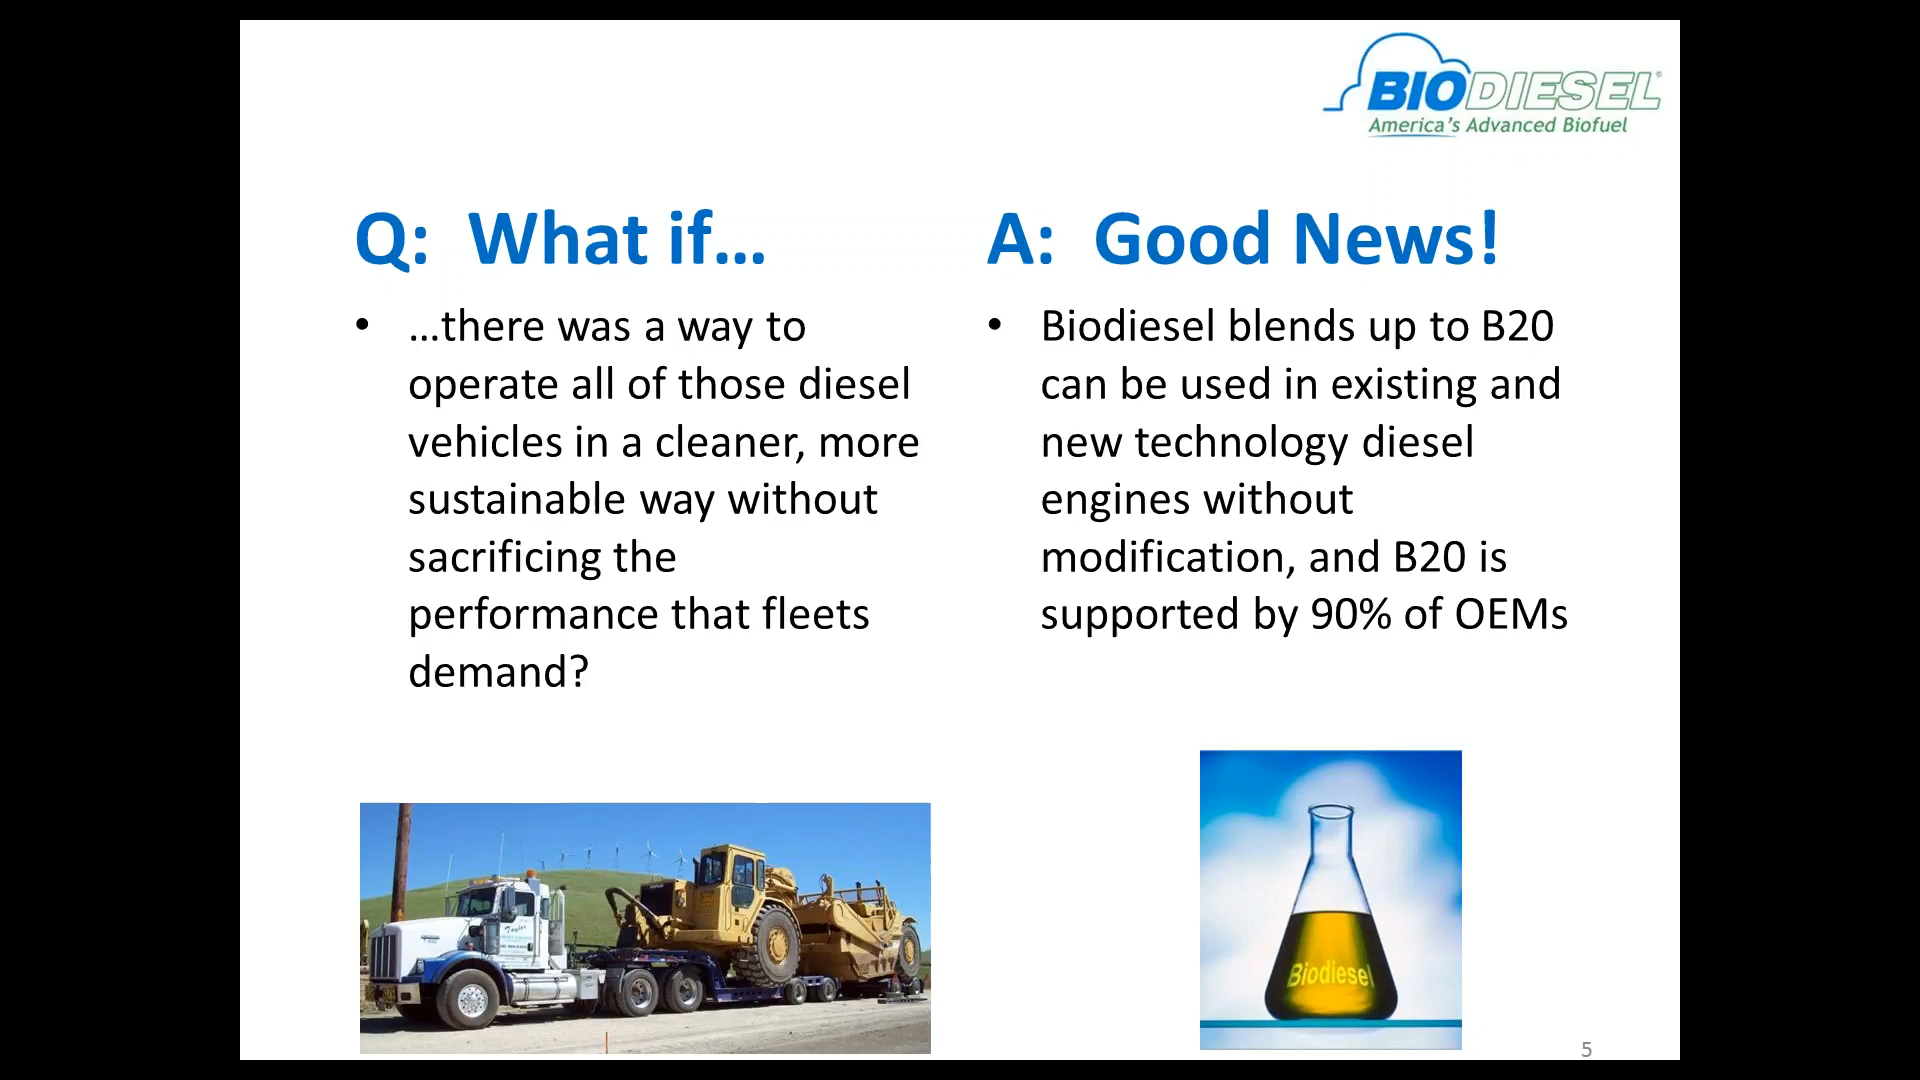 BIODIESEL®
America's Advanced Biofuel
Q: What if...
• ...there was a way to
operate all of those diesel
vehicles in a cleaner, more
sustainable way without
sacrificing the
performance that fleets
demand?
A: Good News!
• Biodiesel blends up to B20
can be used in existing and
new technology diesel
engines without
modification, and B20 is
supported by 90% of OEMs
Taylor
Biodiesel
5